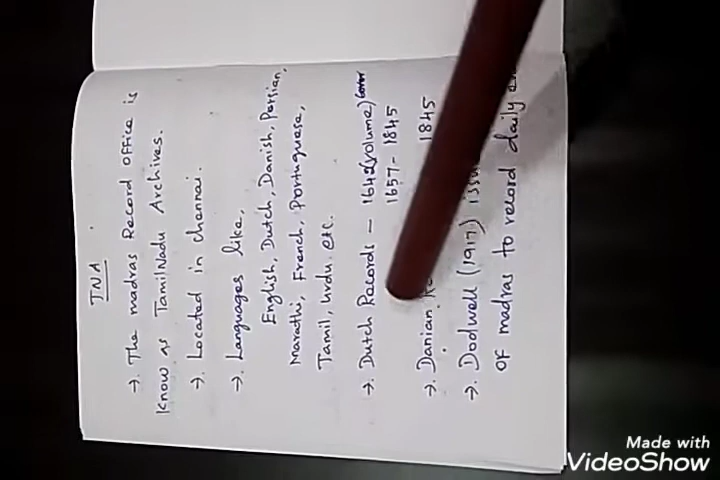 TNA
→. The madras Record office is
know as TamilNadu Archives.
→. Located in chennai.
→. Languages like,
English, Dutch, Danish, Persian,
Marathi, French, Portuguese,
Tamil, Urdu. etc.
→. Dutch Records – (volume) cover
1657- 1845
→. Danian 1845
→. Dodwell (1917)
of madras to record daily
Made with
VideoShow